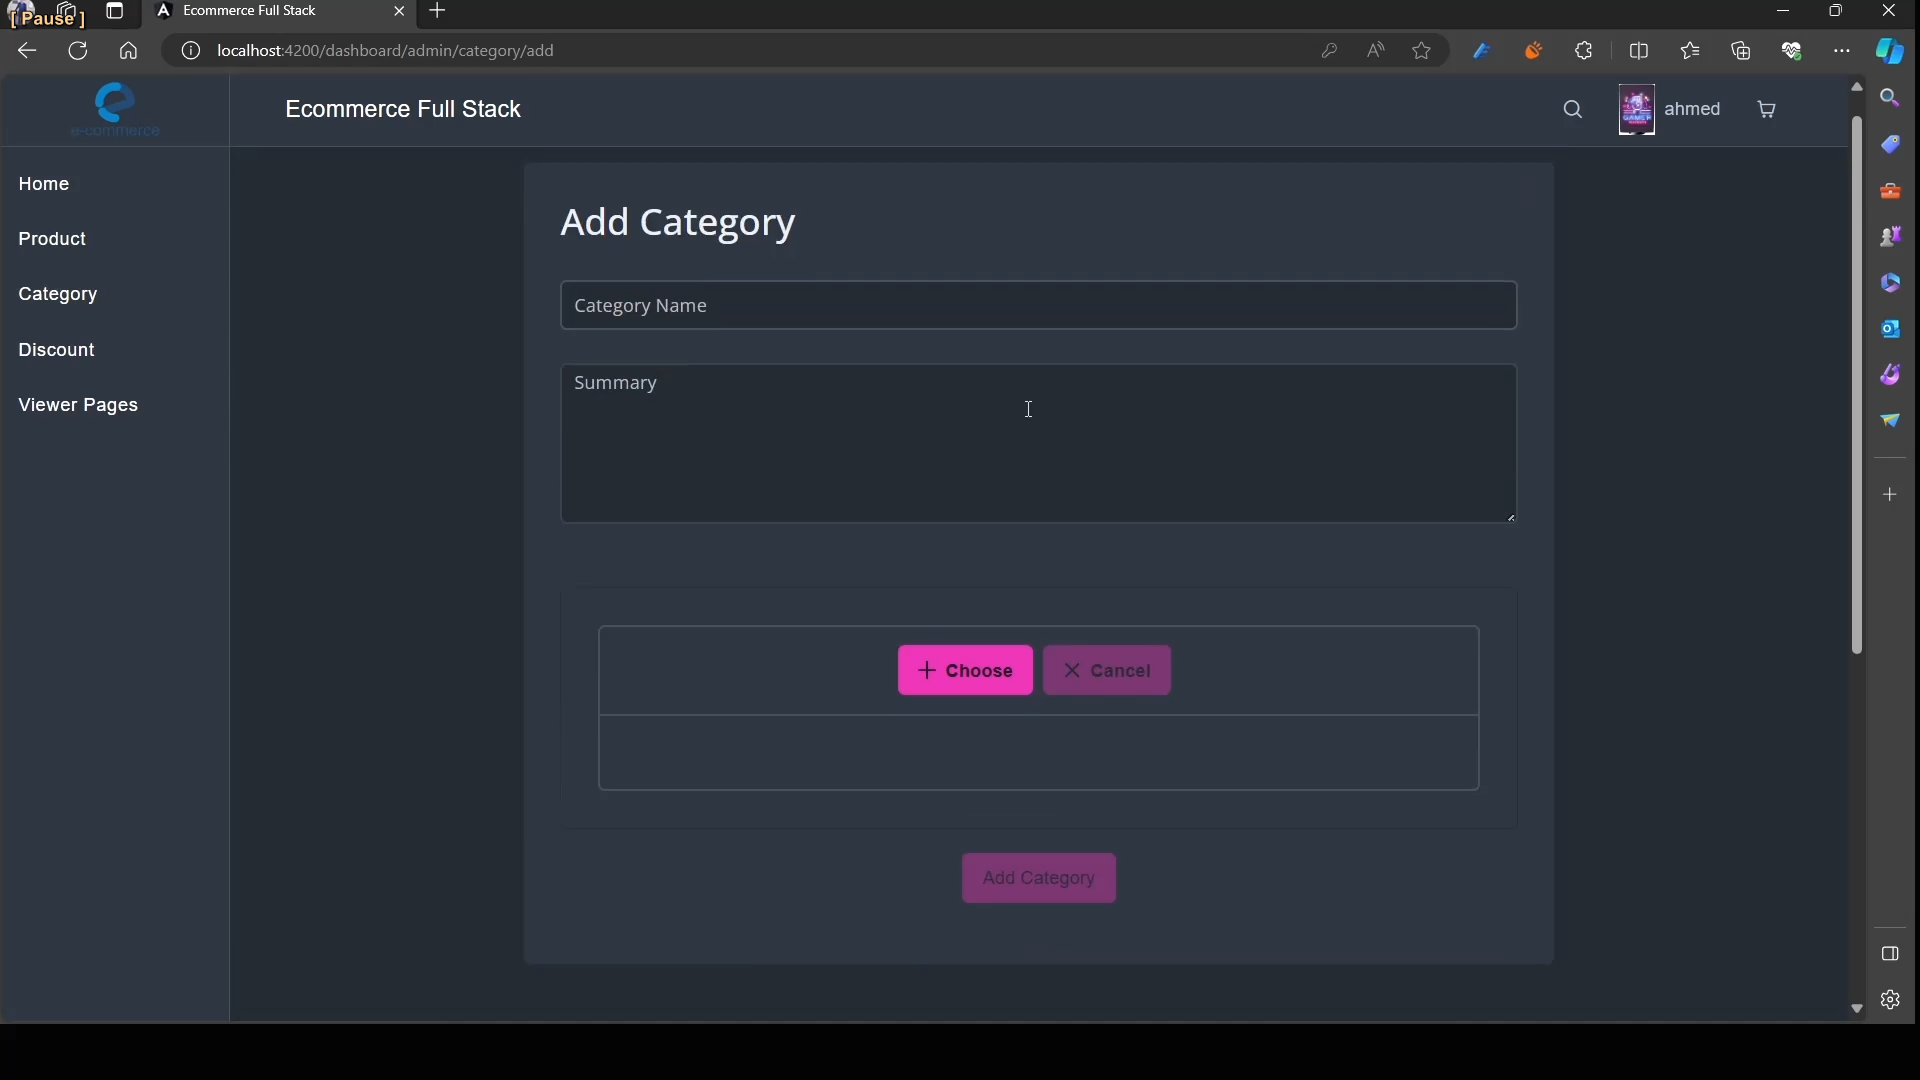 [Pause]
Ecommerce Full Stack
localhost:4200/dashboard/admin/category/add
e-commerce
Ecommerce Full Stack
GAMER
ahmed
Home
Product
Category
Discount
Viewer Pages
Add Category
Category Name
Summary
Choose
Cancel
Add Category